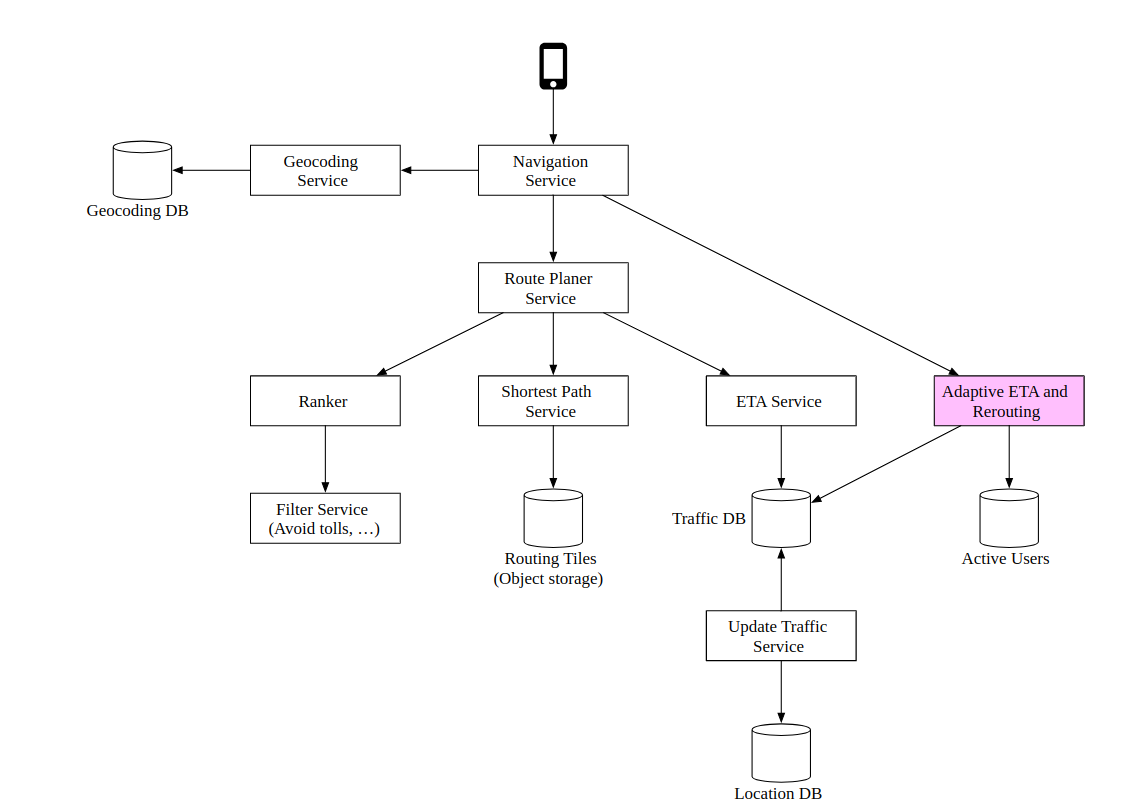 Geocoding
Service
Navigation
Service
Geocoding DB
Route Planer
Service
Ranker
Shortest Path
Service
ETA Service
Adaptive ETA and
Rerouting
Filter Service
(Avoid tolls, …)
Traffic DB
Routing Tiles
(Object storage)
Active Users
Update Traffic
Service
Location DB